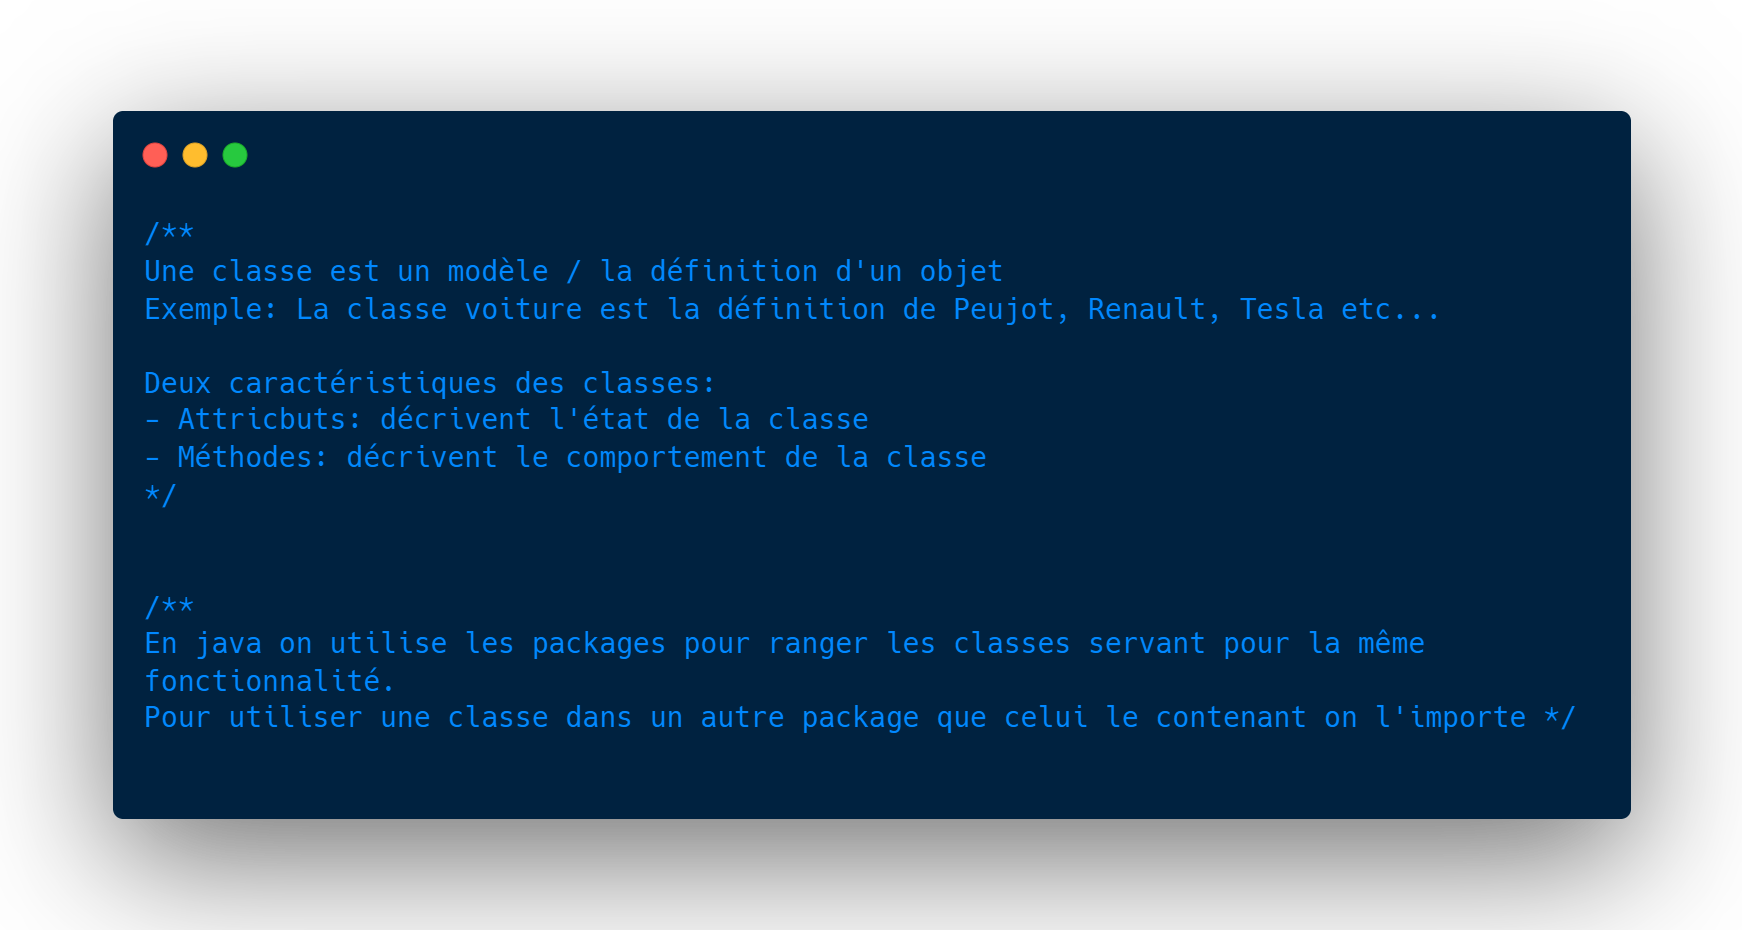 /**
Une classe est un modèle / la définition d'un objet
Exemple: La classe voiture est la définition de Peujot, Renault, Tesla etc...
Deux caractéristiques des classes:
- Attricbuts: décrivent l'état de la classe
- Méthodes: décrivent le comportement de la classe
*/
/**
En java on utilise les packages pour ranger les classes servant pour la même
fonctionnalité.
Pour utiliser une classe dans un autre package que celui le contenant on l'importe */